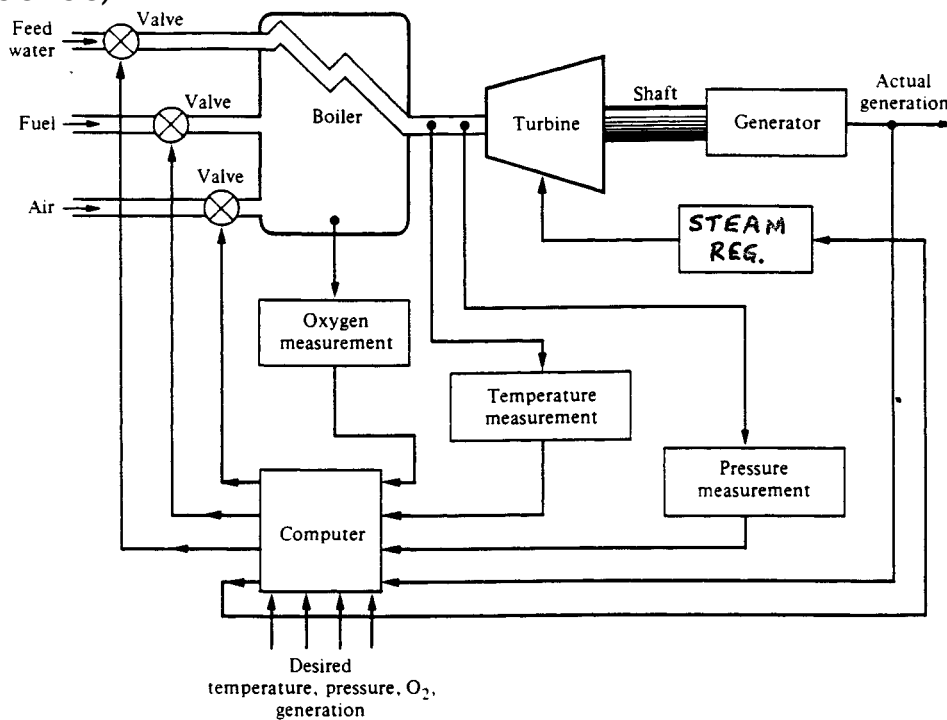 Feed
water
Valve
Fuel
Valve
Air
Valve
Boiler
Turbine
Shaft
Generator
Actual
generation
STEAM
REG.
Oxygen
measurement
Temperature
measurement
Pressure
measurement
Computer
Desired
temperature, pressure, O₂,
generation